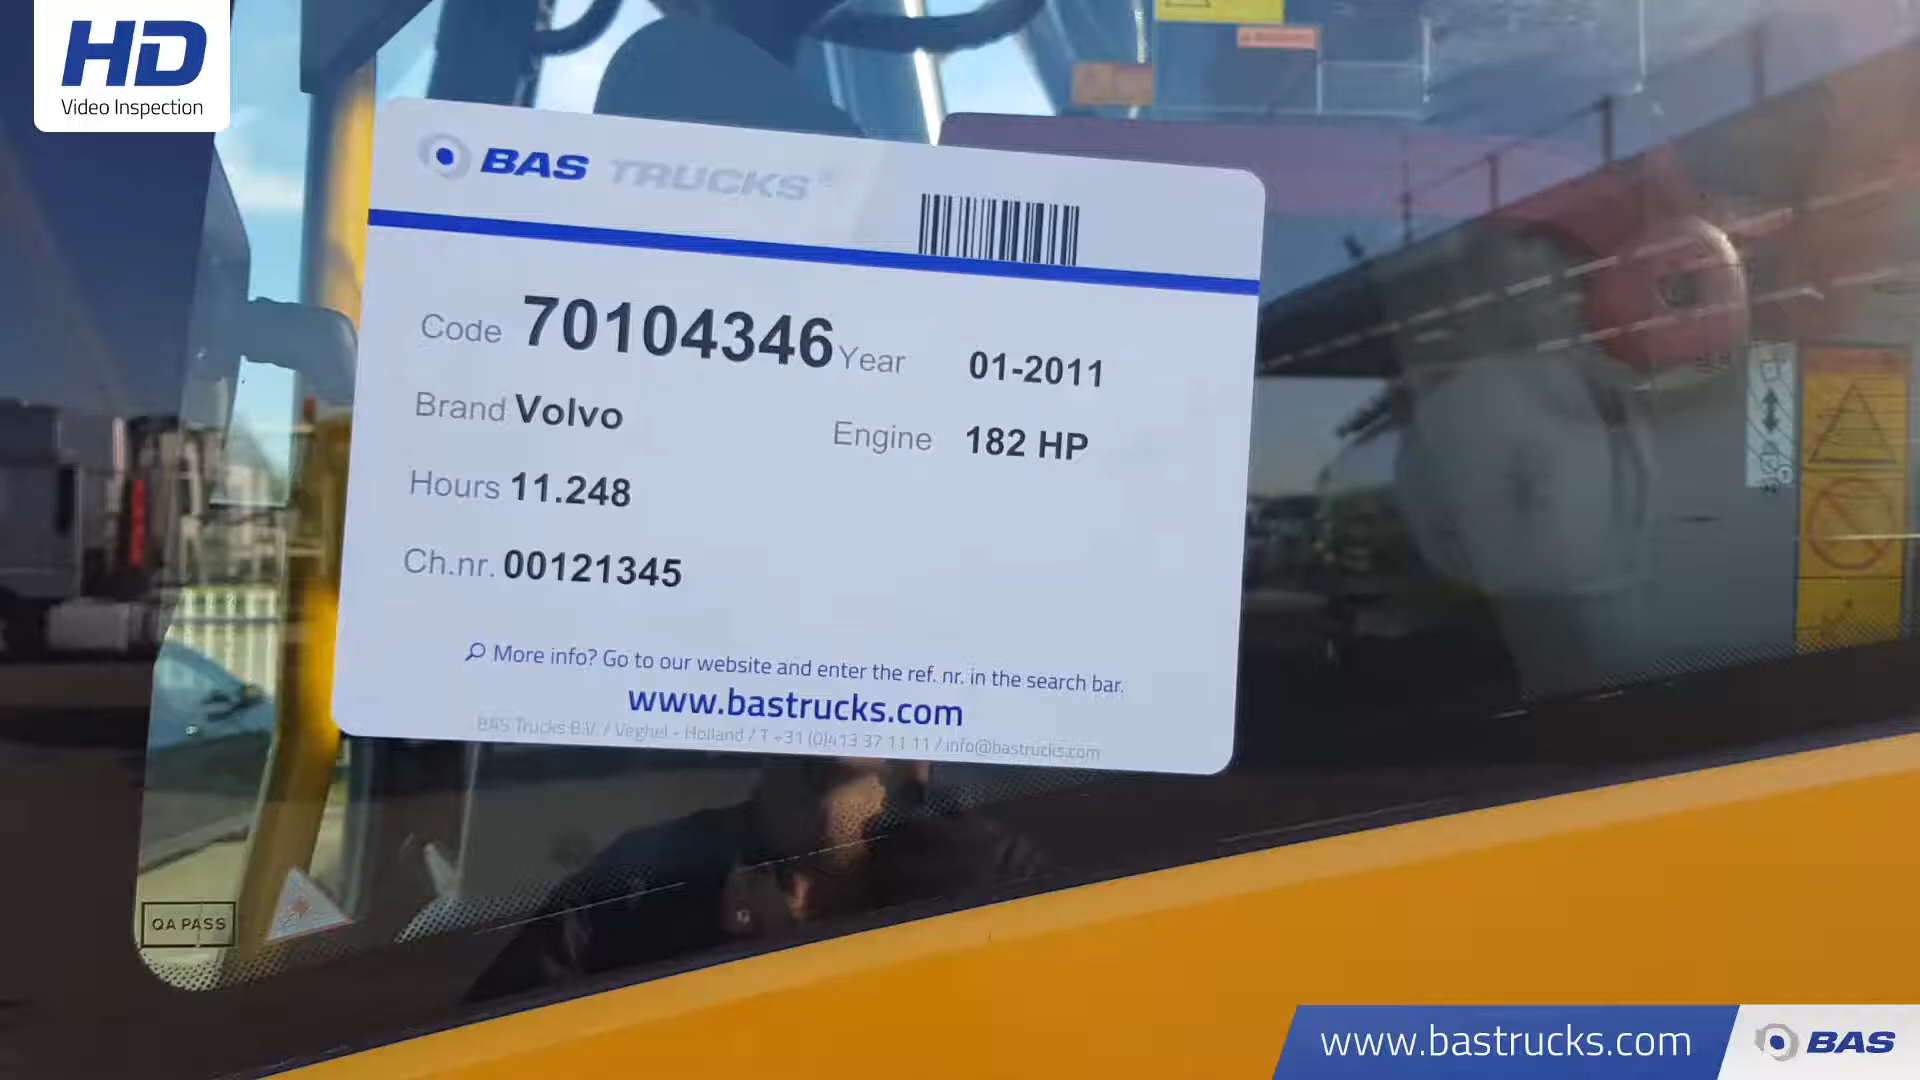 HD
Video Inspection
BAS TRUCKS
Code 70104346 Year 01-2011
Brand Volvo
Engine 182 HP
Hours 11.248
Ch.nr. 00121345
More info? Go to our website and enter the ref. nr. in the search bar.
www.bastrucks.com
BAS Trucks B.V. / Veghel - Holland / T +31 (0)413 37 11 11 / info@bastrucks.com
QA PASS
www.bastrucks.com
BAS